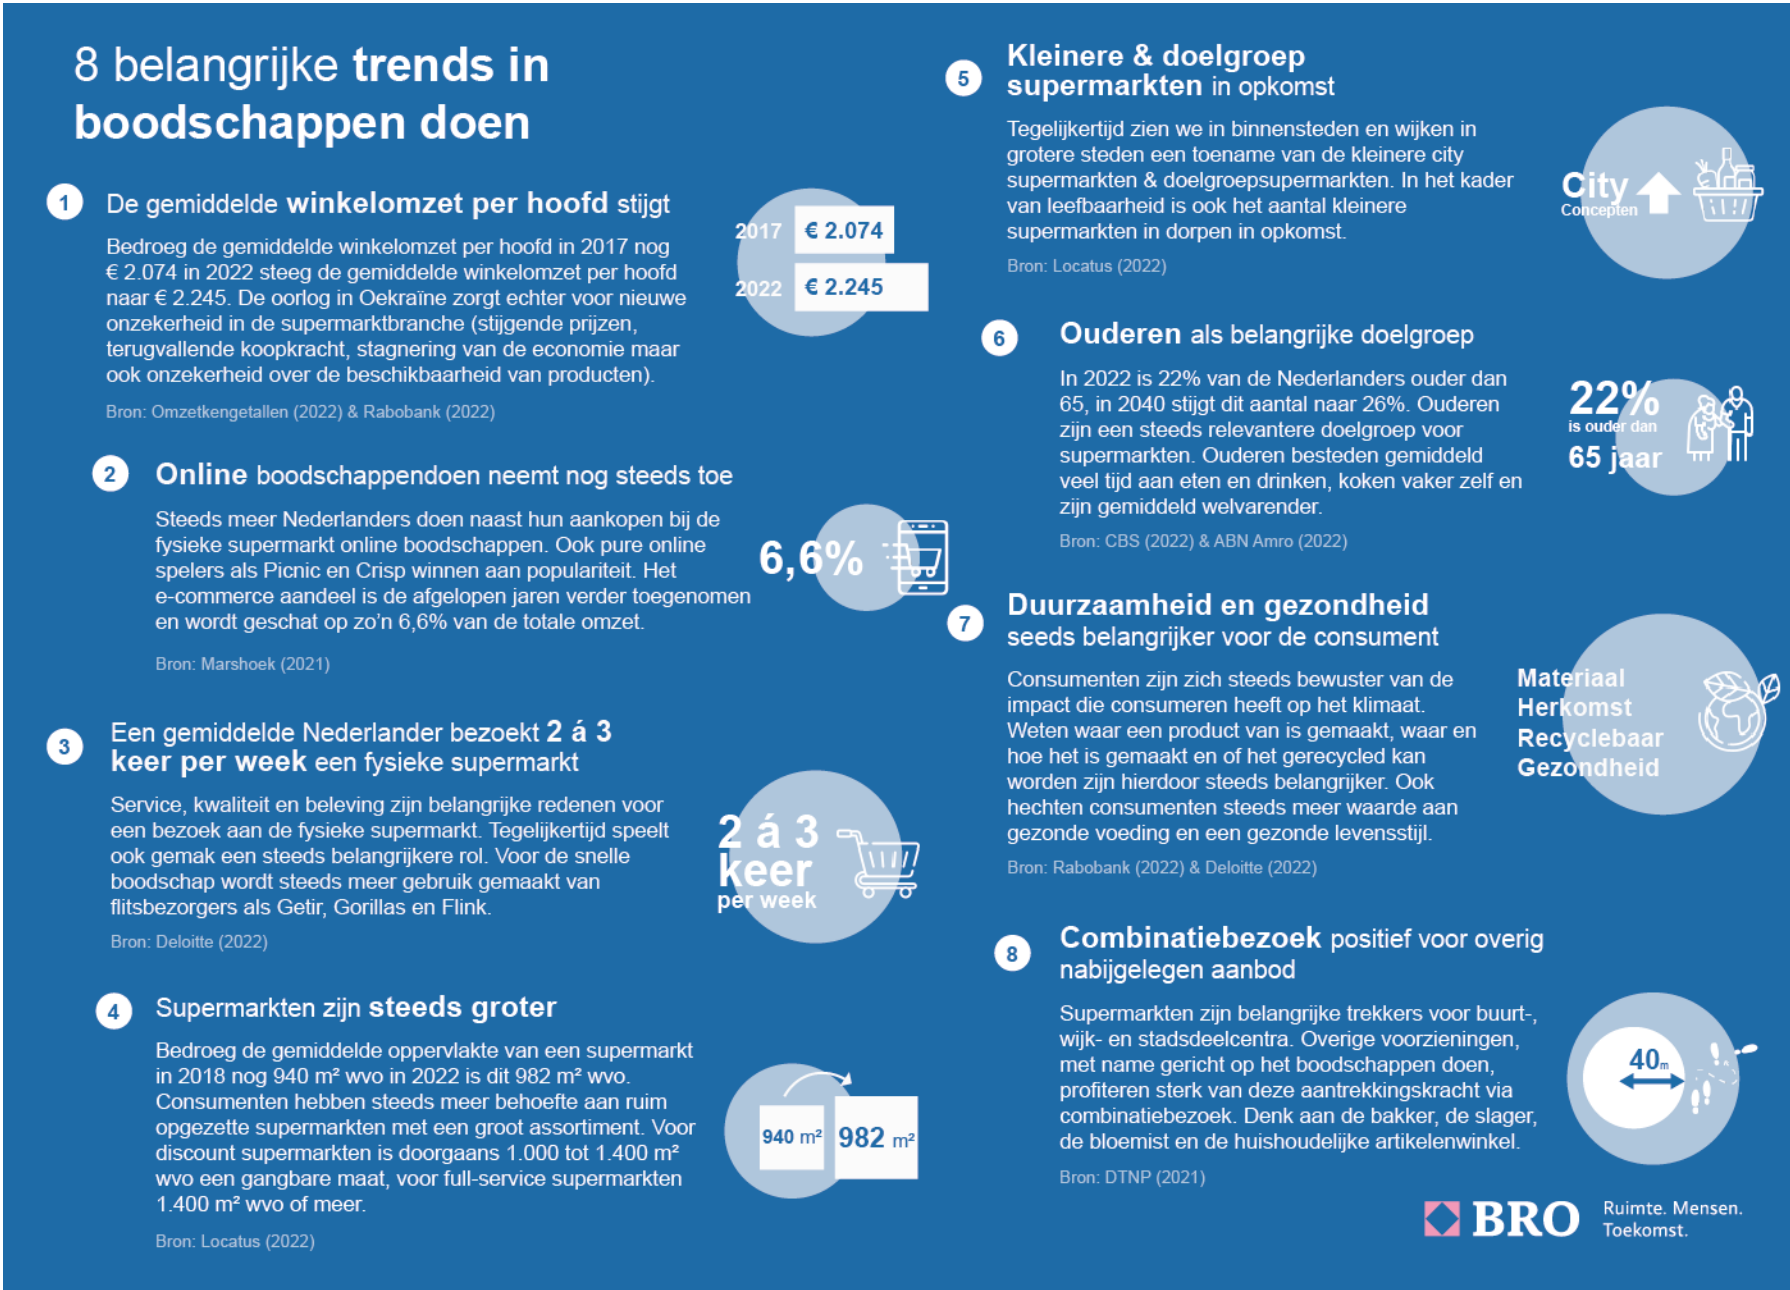 8 belangrijke trends in
boodschappen doen
1
De gemiddelde winkelomzet per hoofd stijgt
Bedroeg de gemiddelde winkelomzet per hoofd in 2017 nog
€ 2.074 in 2022 steeg de gemiddelde winkelomzet per hoofd
naar € 2.245. De oorlog in Oekraïne zorgt echter voor nieuwe
onzekerheid in de supermarktbranche (stijgende prijzen,
terugvallende koopkracht, stagnering van de economie maar
ook onzekerheid over de beschikbaarheid van producten).
Bron: Omzetkengetallen (2022) & Rabobank (2022)
2017 € 2.074
2022 € 2.245
2
Online boodschappendoen neemt nog steeds toe
Steeds meer Nederlanders doen naast hun aankopen bij de
fysieke supermarkt online boodschappen. Ook pure online
spelers als Picnic en Crisp winnen aan populariteit. Het
e-commerce aandeel is de afgelopen jaren verder toegenomen
en wordt geschat op zo'n 6,6% van de totale omzet.
Bron: Marshoek (2021)
6,6%
3
Een gemiddelde Nederlander bezoekt 2 á 3
keer per week een fysieke supermarkt
Service, kwaliteit en beleving zijn belangrijke redenen voor
een bezoek aan de fysieke supermarkt. Tegelijkertijd speelt
ook gemak een steeds belangrijkere rol. Voor de snelle
boodschap wordt steeds meer gebruik gemaakt van
flitsbezorgers als Getir, Gorillas en Flink.
Bron: Deloitte (2022)
2 á 3
keer
per week
4
Supermarkten zijn steeds groter
Bedroeg de gemiddelde oppervlakte van een supermarkt
in 2018 nog 940 m² wvo in 2022 is dit 982 m² wvo.
Consumenten hebben steeds meer behoefte aan ruim
opgezette supermarkten met een groot assortiment. Voor
discount supermarkten is doorgaans 1.000 tot 1.400 m²
wvo een gangbare maat, voor full-service supermarkten
1.400 m² wvo of meer.
Bron: Locatus (2022)
940 m² 982 m²
5
Kleinere & doelgroep
supermarkten in opkomst
Tegelijkertijd zien we in binnensteden en wijken in
grotere steden een toename van de kleinere city
supermarkten & doelgroepsupermarkten. In het kader
van leefbaarheid is ook het aantal kleinere
supermarkten in dorpen in opkomst.
Bron: Locatus (2022)
City
Concepten
6
Ouderen als belangrijke doelgroep
In 2022 is 22% van de Nederlanders ouder dan
65, in 2040 stijgt dit aantal naar 26%. Ouderen
zijn een steeds relevantere doelgroep voor
supermarkten. Ouderen besteden gemiddeld
veel tijd aan eten en drinken, koken vaker zelf en
zijn gemiddeld welvarender.
Bron: CBS (2022) & ABN Amro (2022)
22%
is ouder dan
65 jaar
7
Duurzaamheid en gezondheid
seeds belangrijker voor de consument
Consumenten zijn zich steeds bewuster van de
impact die consumeren heeft op het klimaat.
Weten waar een product van is gemaakt, waar en
hoe het is gemaakt en of het gerecycled kan
worden zijn hierdoor steeds belangrijker. Ook
hechten consumenten steeds meer waarde aan
gezonde voeding en een gezonde levensstijl.
Bron: Rabobank (2022) & Deloitte (2022)
Materiaal
Herkomst
Recyclebaar
Gezondheid
8
Combinatiebezoek positief voor overig
nabijgelegen aanbod
Supermarkten zijn belangrijke trekkers voor buurt-,
wijk- en stadsdeelcentra. Overige voorzieningen,
met name gericht op het boodschappen doen,
profiteren sterk van deze aantrekkingskracht via
combinatiebezoek. Denk aan de bakker, de slager,
de bloemist en de huishoudelijke artikelenwinkel.
Bron: DTNP (2021)
40m
BRO
Ruimte. Mensen.
Toekomst.